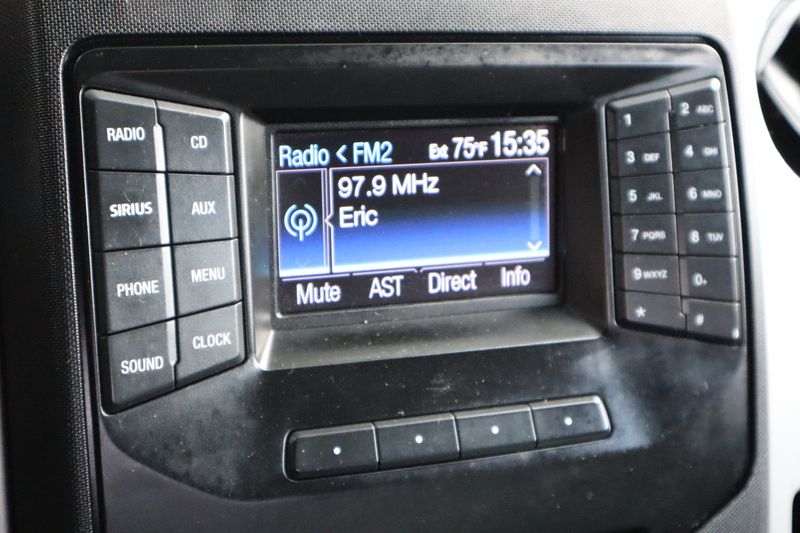 RADIO
CD
SIRIUS
AUX
PHONE
MENU
SOUND
CLOCK
Radio < FM2 Ext 75°F 15:35
97.9 MHz
Eric
Mute AST Direct Info
1
2 ABC
3 DEF
4 GHI
5 JKL
6 MNO
7 PQRS
8 TUV
9 WXYZ
0+
*
#